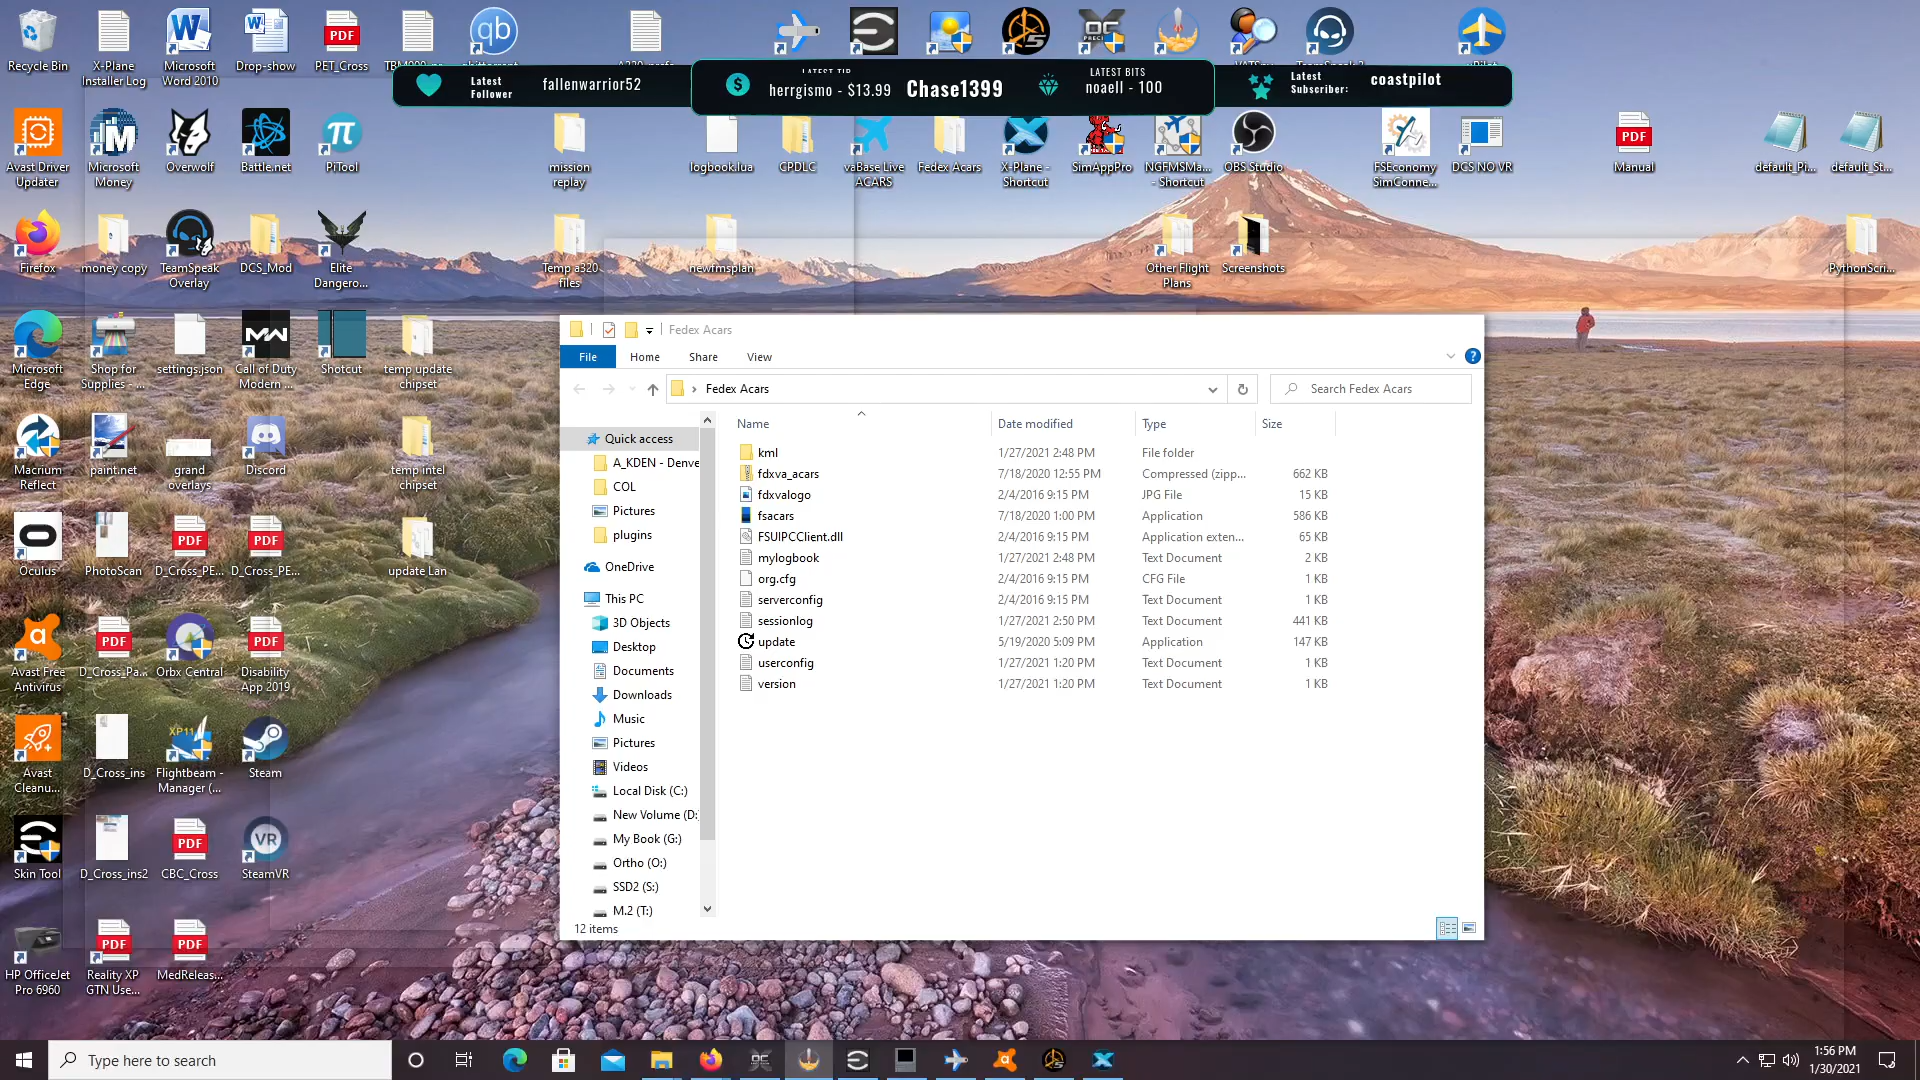 Recycle Bin
X-Plane Installer Log
Microsoft Word 2010
Drop-show
PET_Cross
Latest Follower
fallenwarrior52
LATEST TIP
herrgismo - $13.99
Chase1399
LATEST BITS
noaell - 100
Latest Subscriber:
coastpilot
Avast Driver Updater
Microsoft Money
Overwolf
Battle.net
PiTool
mission replay
logbook.lua
CPDLC
vaBase Live ACARS
Fedex Acars
X-Plane - Shortcut
SimAppPro
NGFMSMa... - Shortcut
OBS Studio
FSEconomy SimConne...
DCS NO VR
Manual
default_Pi...
default_St...
Firefox
money copy
TeamSpeak Overlay
DCS_Mod
Elite Dangero...
Temp a320 files
newfmsplan
Other Flight Plans
Screenshots
PythonScri...
Microsoft Edge
Shop for Supplies - ...
settings.json
Call of Duty Modern ...
Shotcut
temp update chipset
Macrium Reflect
paint.net
grand overlays
Discord
temp intel chipset
Oculus
PhotoScan
D_Cross_PE...
D_Cross_PE...
update Lan
Avast Free Antivirus
D_Cross_Pa...
Orbx Central
Disability App 2019
Avast Cleanu...
D_Cross_ins
XP11
Flightbeam - Manager (...
Steam
Skin Tool
D_Cross_ins2
CBC_Cross
SteamVR
HP OfficeJet Pro 6960
Reality XP GTN Use...
MedReleas...
Fedex Acars
File Home Share View
Fedex Acars
Search Fedex Acars
Quick access
A_KDEN - Denve
COL
Pictures
plugins
OneDrive
This PC
3D Objects
Desktop
Documents
Downloads
Music
Pictures
Videos
Local Disk (C:)
New Volume (D:)
My Book (G:)
Ortho (O:)
SSD2 (S:)
M.2 (T:)
Name Date modified Type Size
kml 1/27/2021 2:48 PM File folder
fdxva_acars 7/18/2020 12:55 PM Compressed (zipp... 662 KB
fdxvalogo 2/4/2016 9:15 PM JPG File 15 KB
fsacars 7/18/2020 1:00 PM Application 586 KB
FSUIPCClient.dll 2/4/2016 9:15 PM Application exten... 65 KB
mylogbook 1/27/2021 2:48 PM Text Document 2 KB
org.cfg 2/4/2016 9:15 PM CFG File 1 KB
serverconfig 2/4/2016 9:15 PM Text Document 1 KB
sessionlog 1/27/2021 2:50 PM Text Document 441 KB
update 5/19/2020 5:09 PM Application 147 KB
userconfig 1/27/2021 1:20 PM Text Document 1 KB
version 1/27/2021 1:20 PM Text Document 1 KB
12 items
Type here to search
1:56 PM
1/30/2021